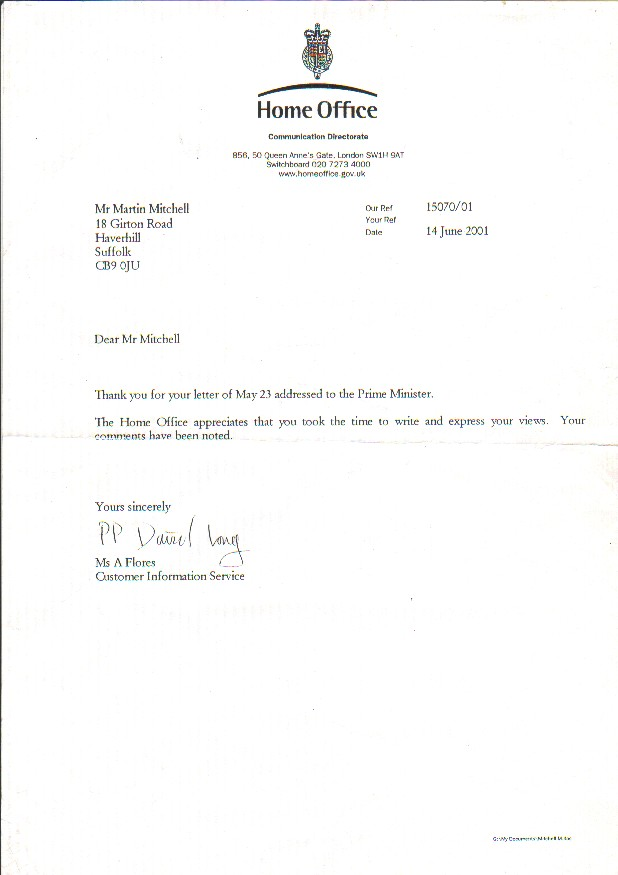 Home Office
Communication Directorate
856, 50 Queen Anne's Gate, London SW1H 9AT
Switchboard 020 7273 4000
www.homeoffice.gov.uk
Mr Martin Mitchell
18 Girton Road
Haverhill
Suffolk
CB9 0JU
Our Ref 15070/01
Your Ref
Date 14 June 2001
Dear Mr Mitchell
Thank you for your letter of May 23 addressed to the Prime Minister.
The Home Office appreciates that you took the time to write and express your views. Your
comments have been noted.
Yours sincerely
PP David Long
Ms A Flores
Customer Information Service
G:\My Documents\Mitchell M.doc